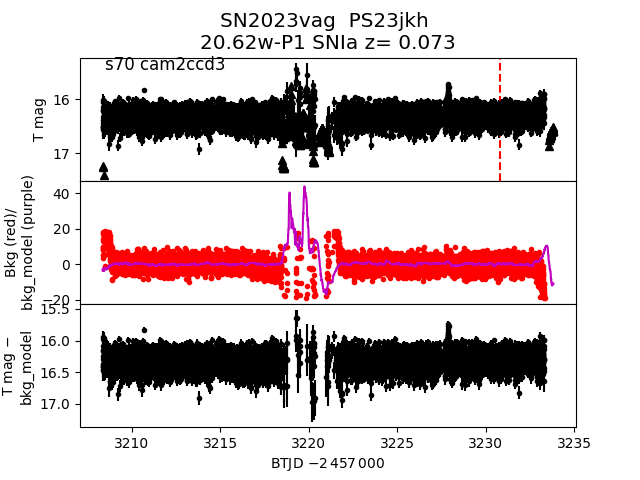 SN2023vag  PS23jkh
20.62w-P1 SNIa z= 0.073
s70 cam2ccd3
16
17
T mag
40
20
0
−20
Bkg (red)/
bkg_model (purple)
15.5
16.0
16.5
17.0
T mag −
bkg_model
3210 3215 3220 3225 3230 3235
BTJD −2 457 000